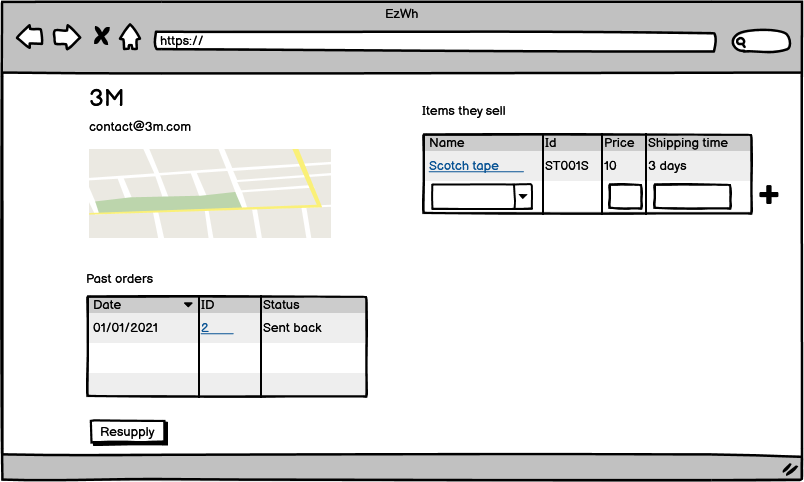 EzWh
https://
3M
contact@3m.com
Items they sell
Name Id Price Shipping time
Scotch tape ST001S 10 3 days
Past orders
Date ID Status
01/01/2021 2 Sent back
Resupply